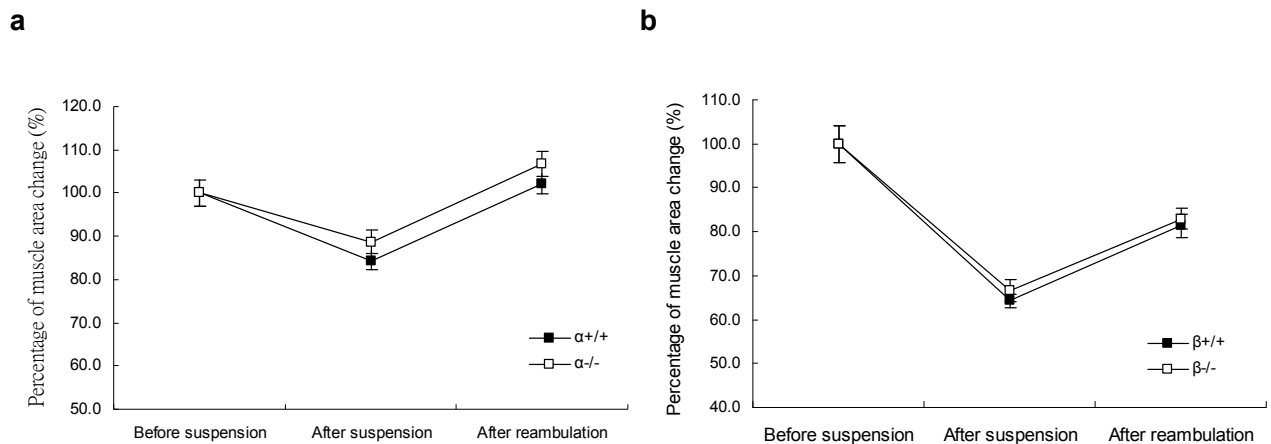 a
Percentage of muscle area change (%)
120.0
110.0
100.0
90.0
80.0
70.0
60.0
50.0
α+/+
α-/-
Before suspension
After suspension
After reambulation
b
Percentage of muscle area change (%)
110.0
100.0
90.0
80.0
70.0
60.0
50.0
40.0
β+/+
β-/-
Before suspension
After suspension
After reambulation